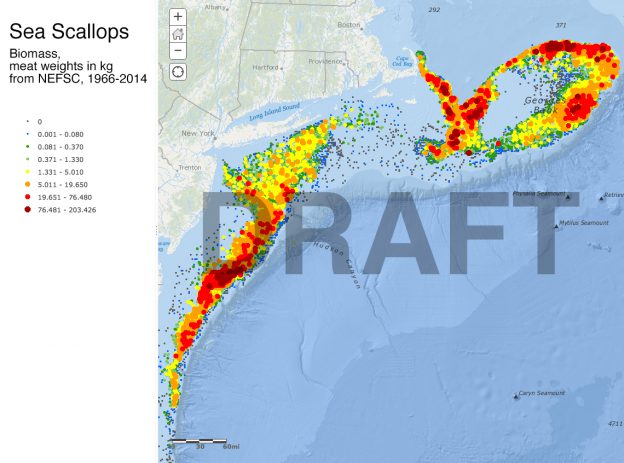 Sea Scallops
Biomass,
meat weights in kg
from NEFSC, 1966-2014
0
0.001 - 0.080
0.081 - 0.370
0.371 - 1.330
1.331 - 5.010
5.011 - 19.650
19.651 - 76.480
76.481 - 203.426
+
−
Albany
Boston
292
371
Hartford
Providence
Cape
Cod Bay
Long Island Sound
New York
Trenton
Georges
Bank
DRAFT
Physalia Seamount
Retriever
Mytilus Seamount
Hudson Canyon
Caryn Seamount
4711
0 30 60mi